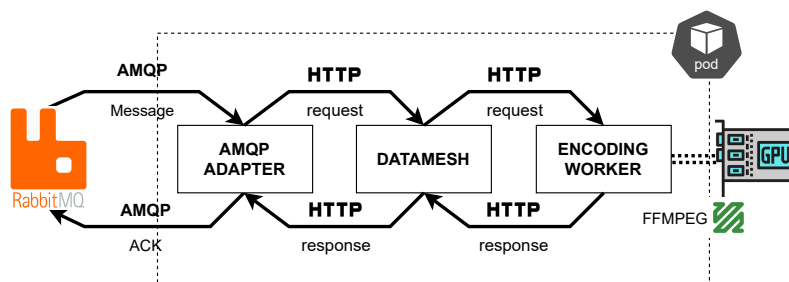 pod
AMQP
HTTP
HTTP
Message
request
request
AMQP
ADAPTER
DATAMESH
ENCODING
WORKER
GPU
RabbitMQ
AMQP
HTTP
HTTP
FFMPEG
ACK
response
response